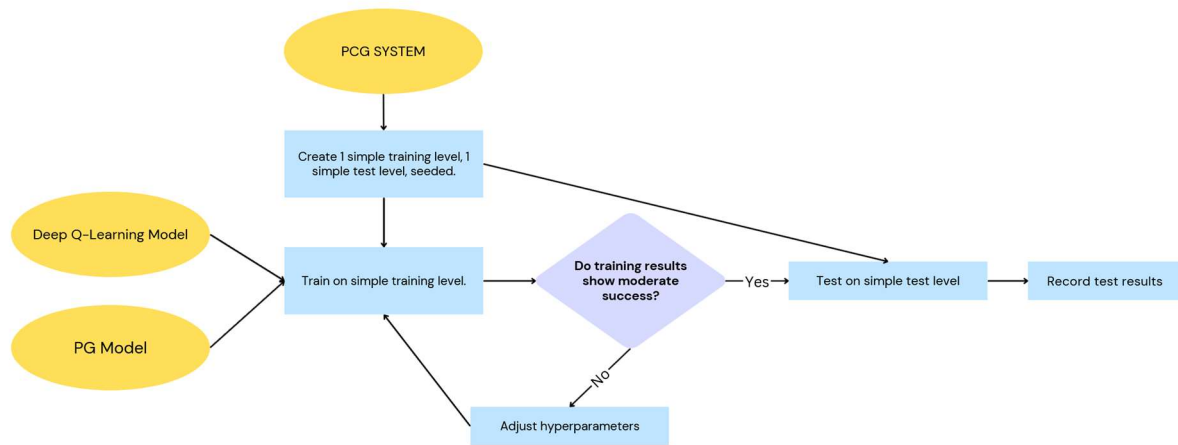 PCG SYSTEM
Create 1 simple training level, 1
simple test level, seeded.
Deep Q-Learning Model
Train on simple training level.
Do training results
show moderate
success?
Yes
Test on simple test level
Record test results
PG Model
No
Adjust hyperparameters